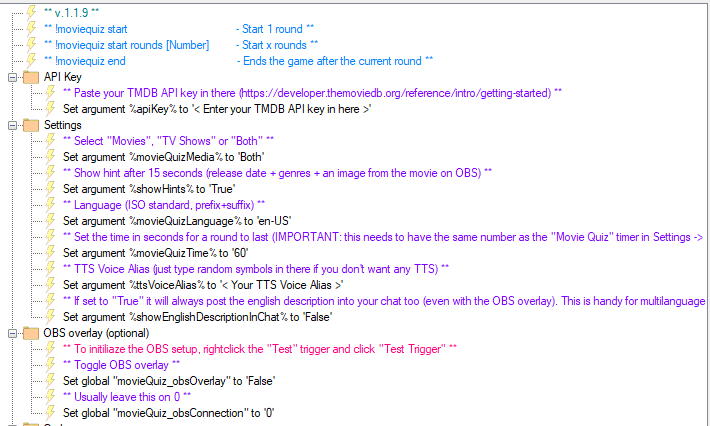 ** v.1.1.9 **
** !moviequiz start - Start 1 round **
** !moviequiz start rounds [Number] - Start x rounds **
** !moviequiz end - Ends the game after the current round **
API Key
** Paste your TMDB API key in there (https://developer.themoviedb.org/reference/intro/getting-started) **
Set argument %apiKey% to '< Enter your TMDB API key in here >'
Settings
** Select "Movies", "TV Shows" or "Both" **
Set argument %movieQuizMedia% to 'Both'
** Show hint after 15 seconds (release date + genres + an image from the movie on OBS) **
Set argument %showHints% to 'True'
** Language (ISO standard, prefix+suffix) **
Set argument %movieQuizLanguage% to 'en-US'
** Set the time in seconds for a round to last (IMPORTANT: this needs to have the same number as the "Movie Quiz" timer in Settings ->
Set argument %movieQuizTime% to '60'
** TTS Voice Alias (just type random symbols in there if you don't want any TTS) **
Set argument %ttsVoiceAlias% to '< Your TTS Voice Alias >'
** If set to "True" it will always post the english description into your chat too (even with the OBS overlay). This is handy for multilanguage
Set argument %showEnglishDescriptionInChat% to 'False'
OBS overlay (optional)
** To initiliaze the OBS setup, rightclick the "Test" trigger and click "Test Trigger" **
** Toggle OBS overlay **
Set global "movieQuiz_obsOverlay" to 'False'
** Usually leave this on 0 **
Set global "movieQuiz_obsConnection" to '0'